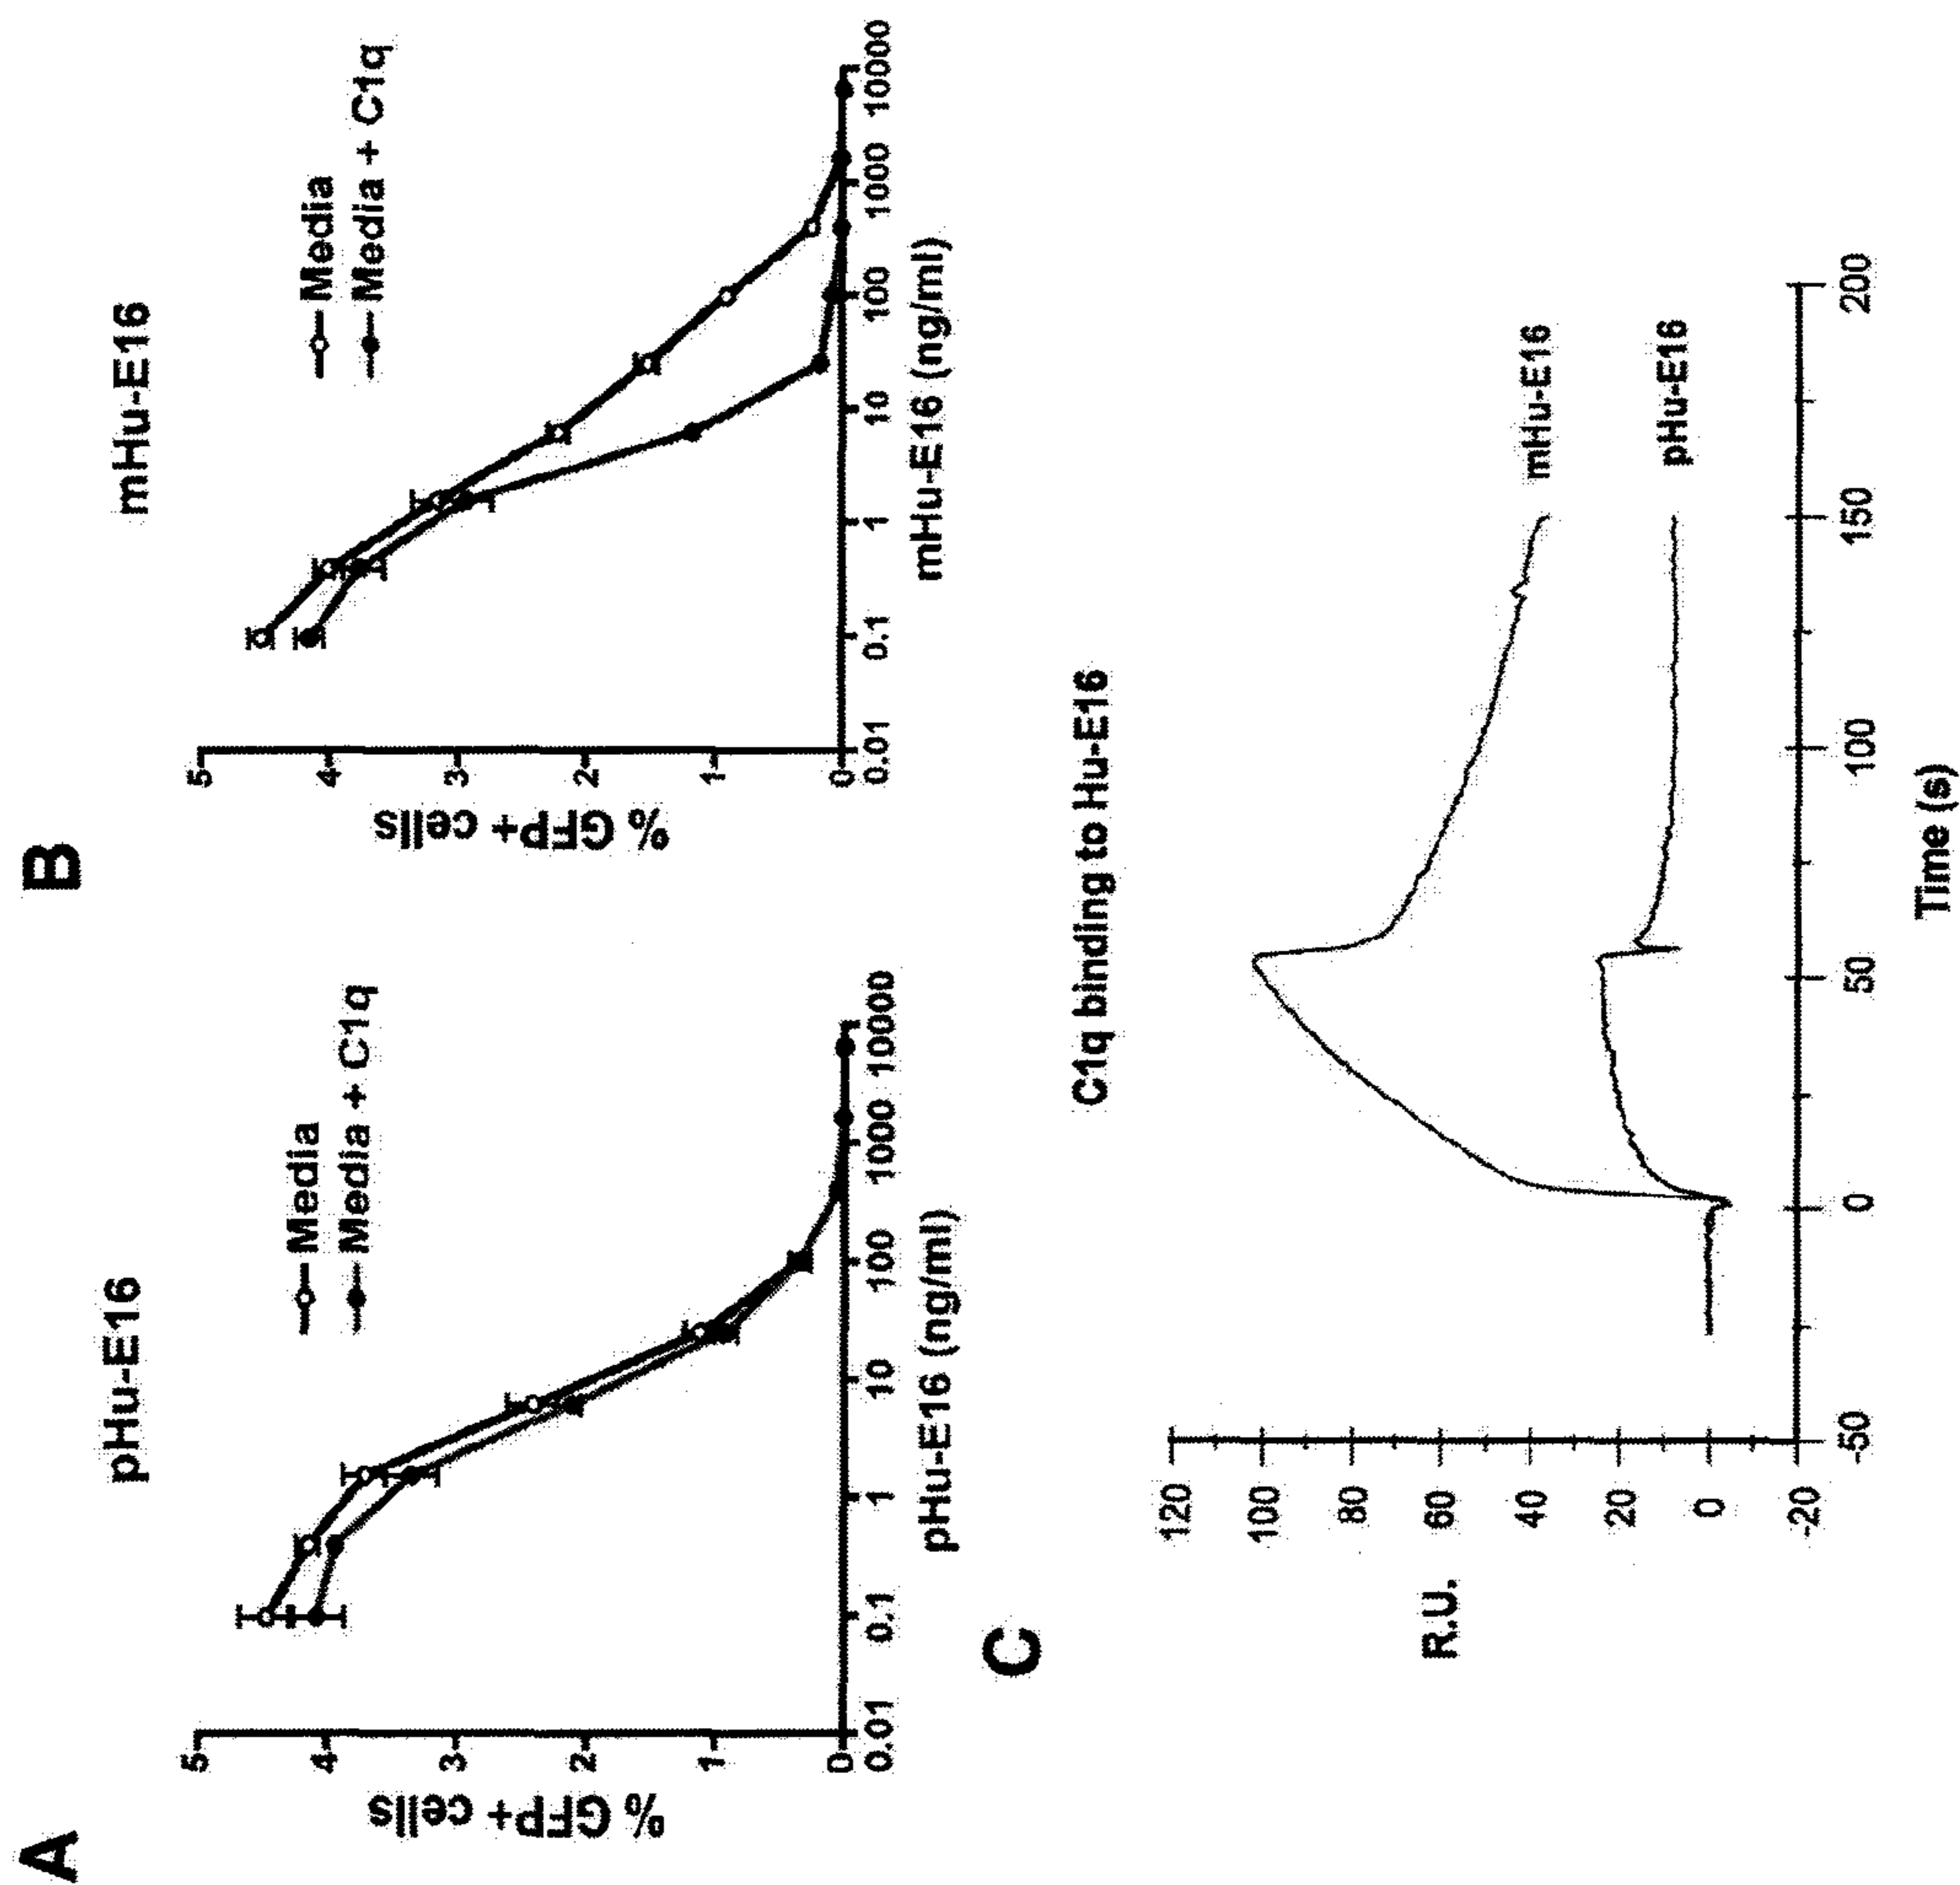 A
pHu-E16
Media
Media + C1q
% GFP+ cells
5
4
3
2
1
0
0.01 0.1 1 10 100 1000 10000
pHu-E16 (ng/ml)
B
mHu-E16
Media
Media + C1q
% GFP+ cells
5
4
3
2
1
0
0.01 0.1 1 10 100 1000 10000
mHu-E16 (ng/ml)
C
C1q binding to Hu-E16
R.U.
120
100
80
60
40
20
0
-20
mHu-E16
pHu-E16
-50 0 50 100 150 200
Time (s)